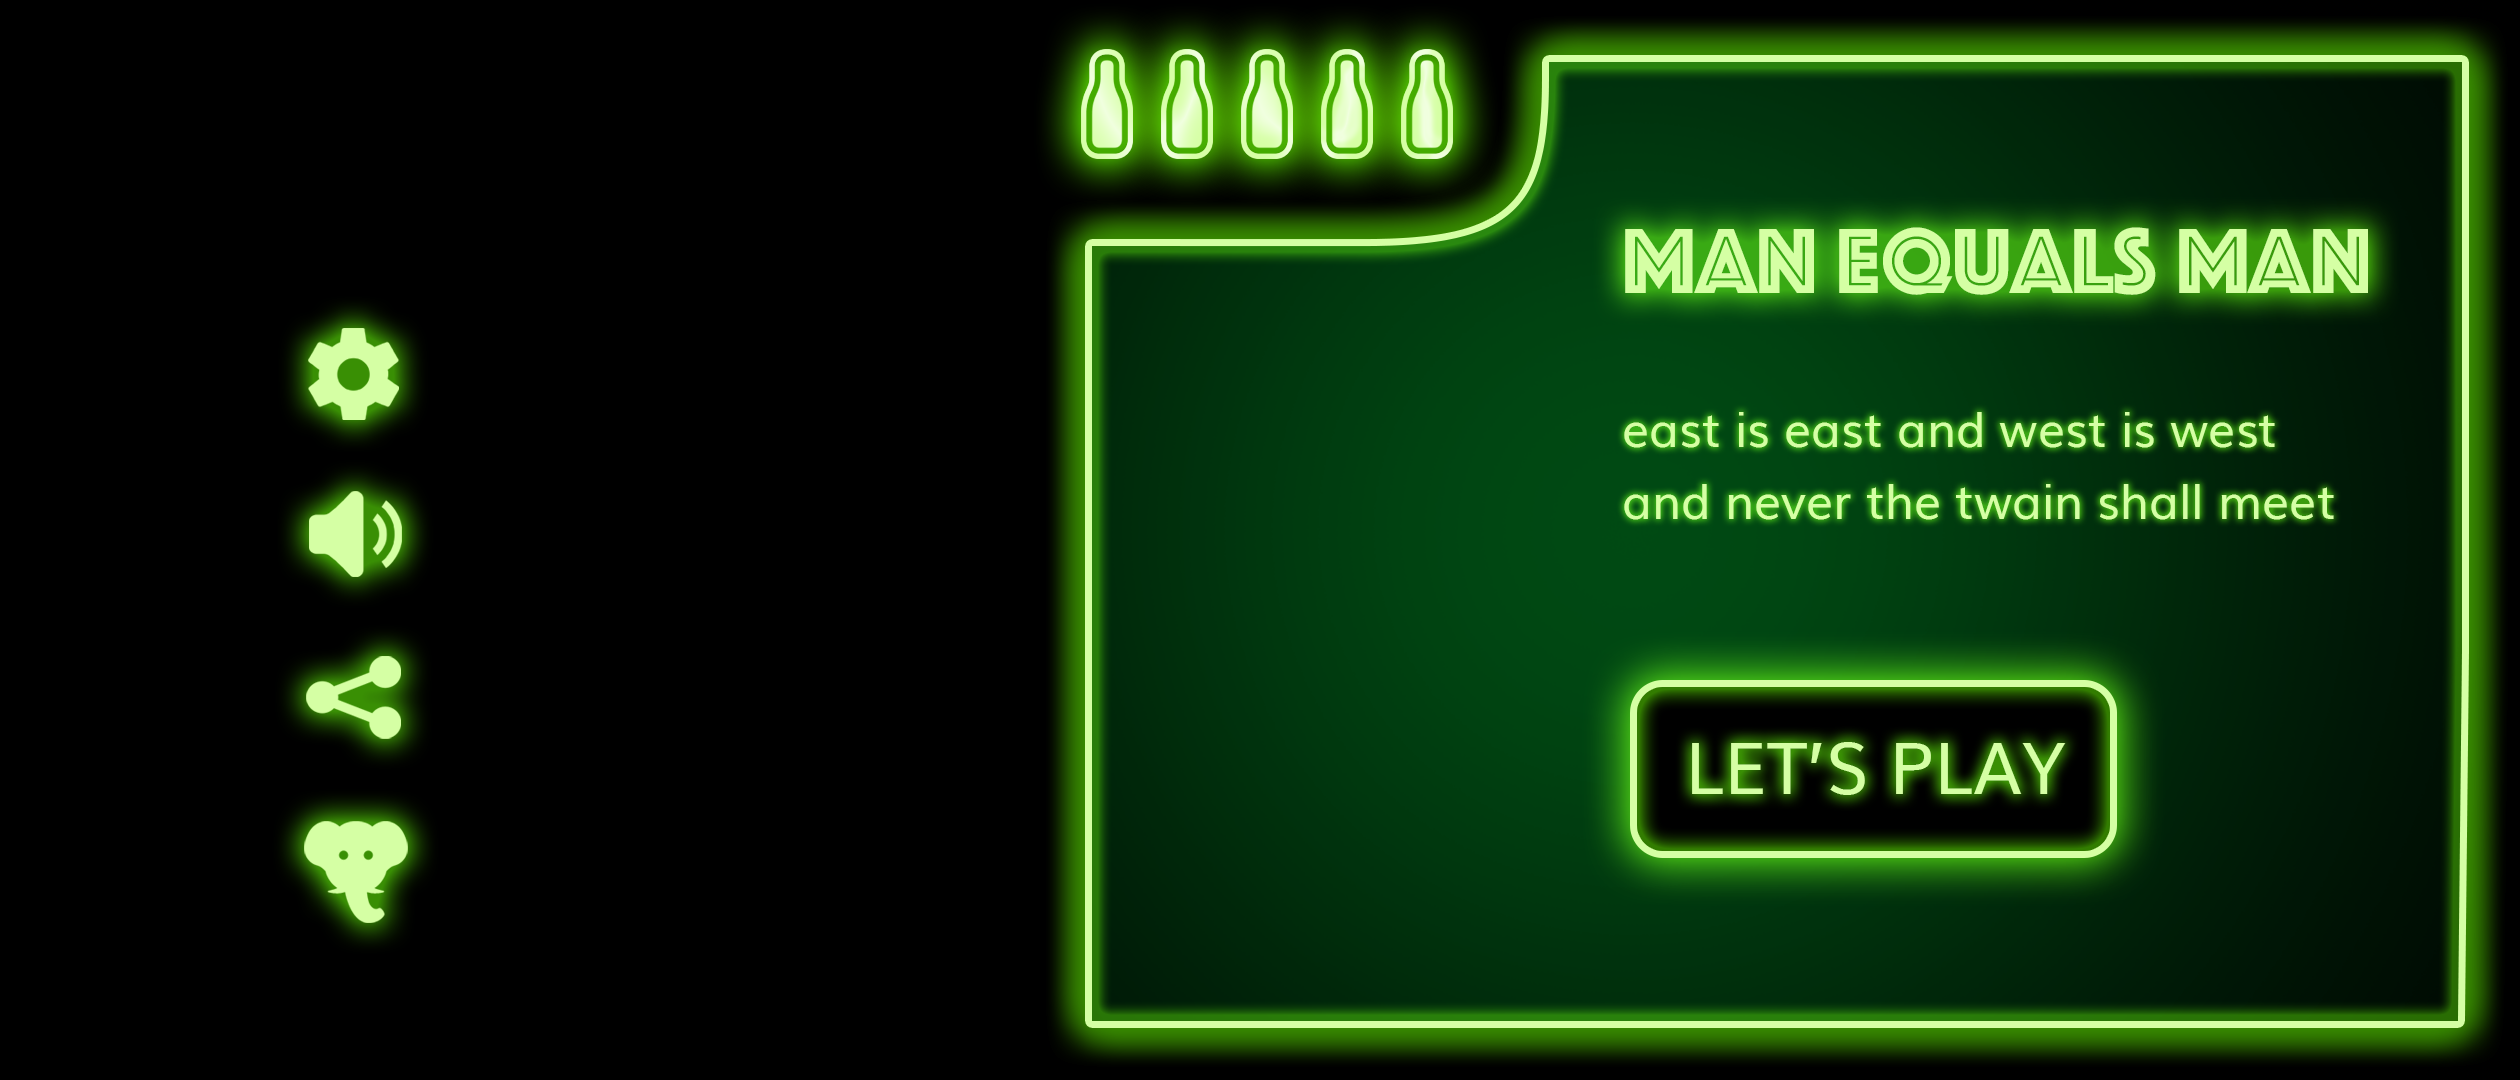 MAN EQUALS MAN
east is east and west is west
and never the twain shall meet
LET'S PLAY